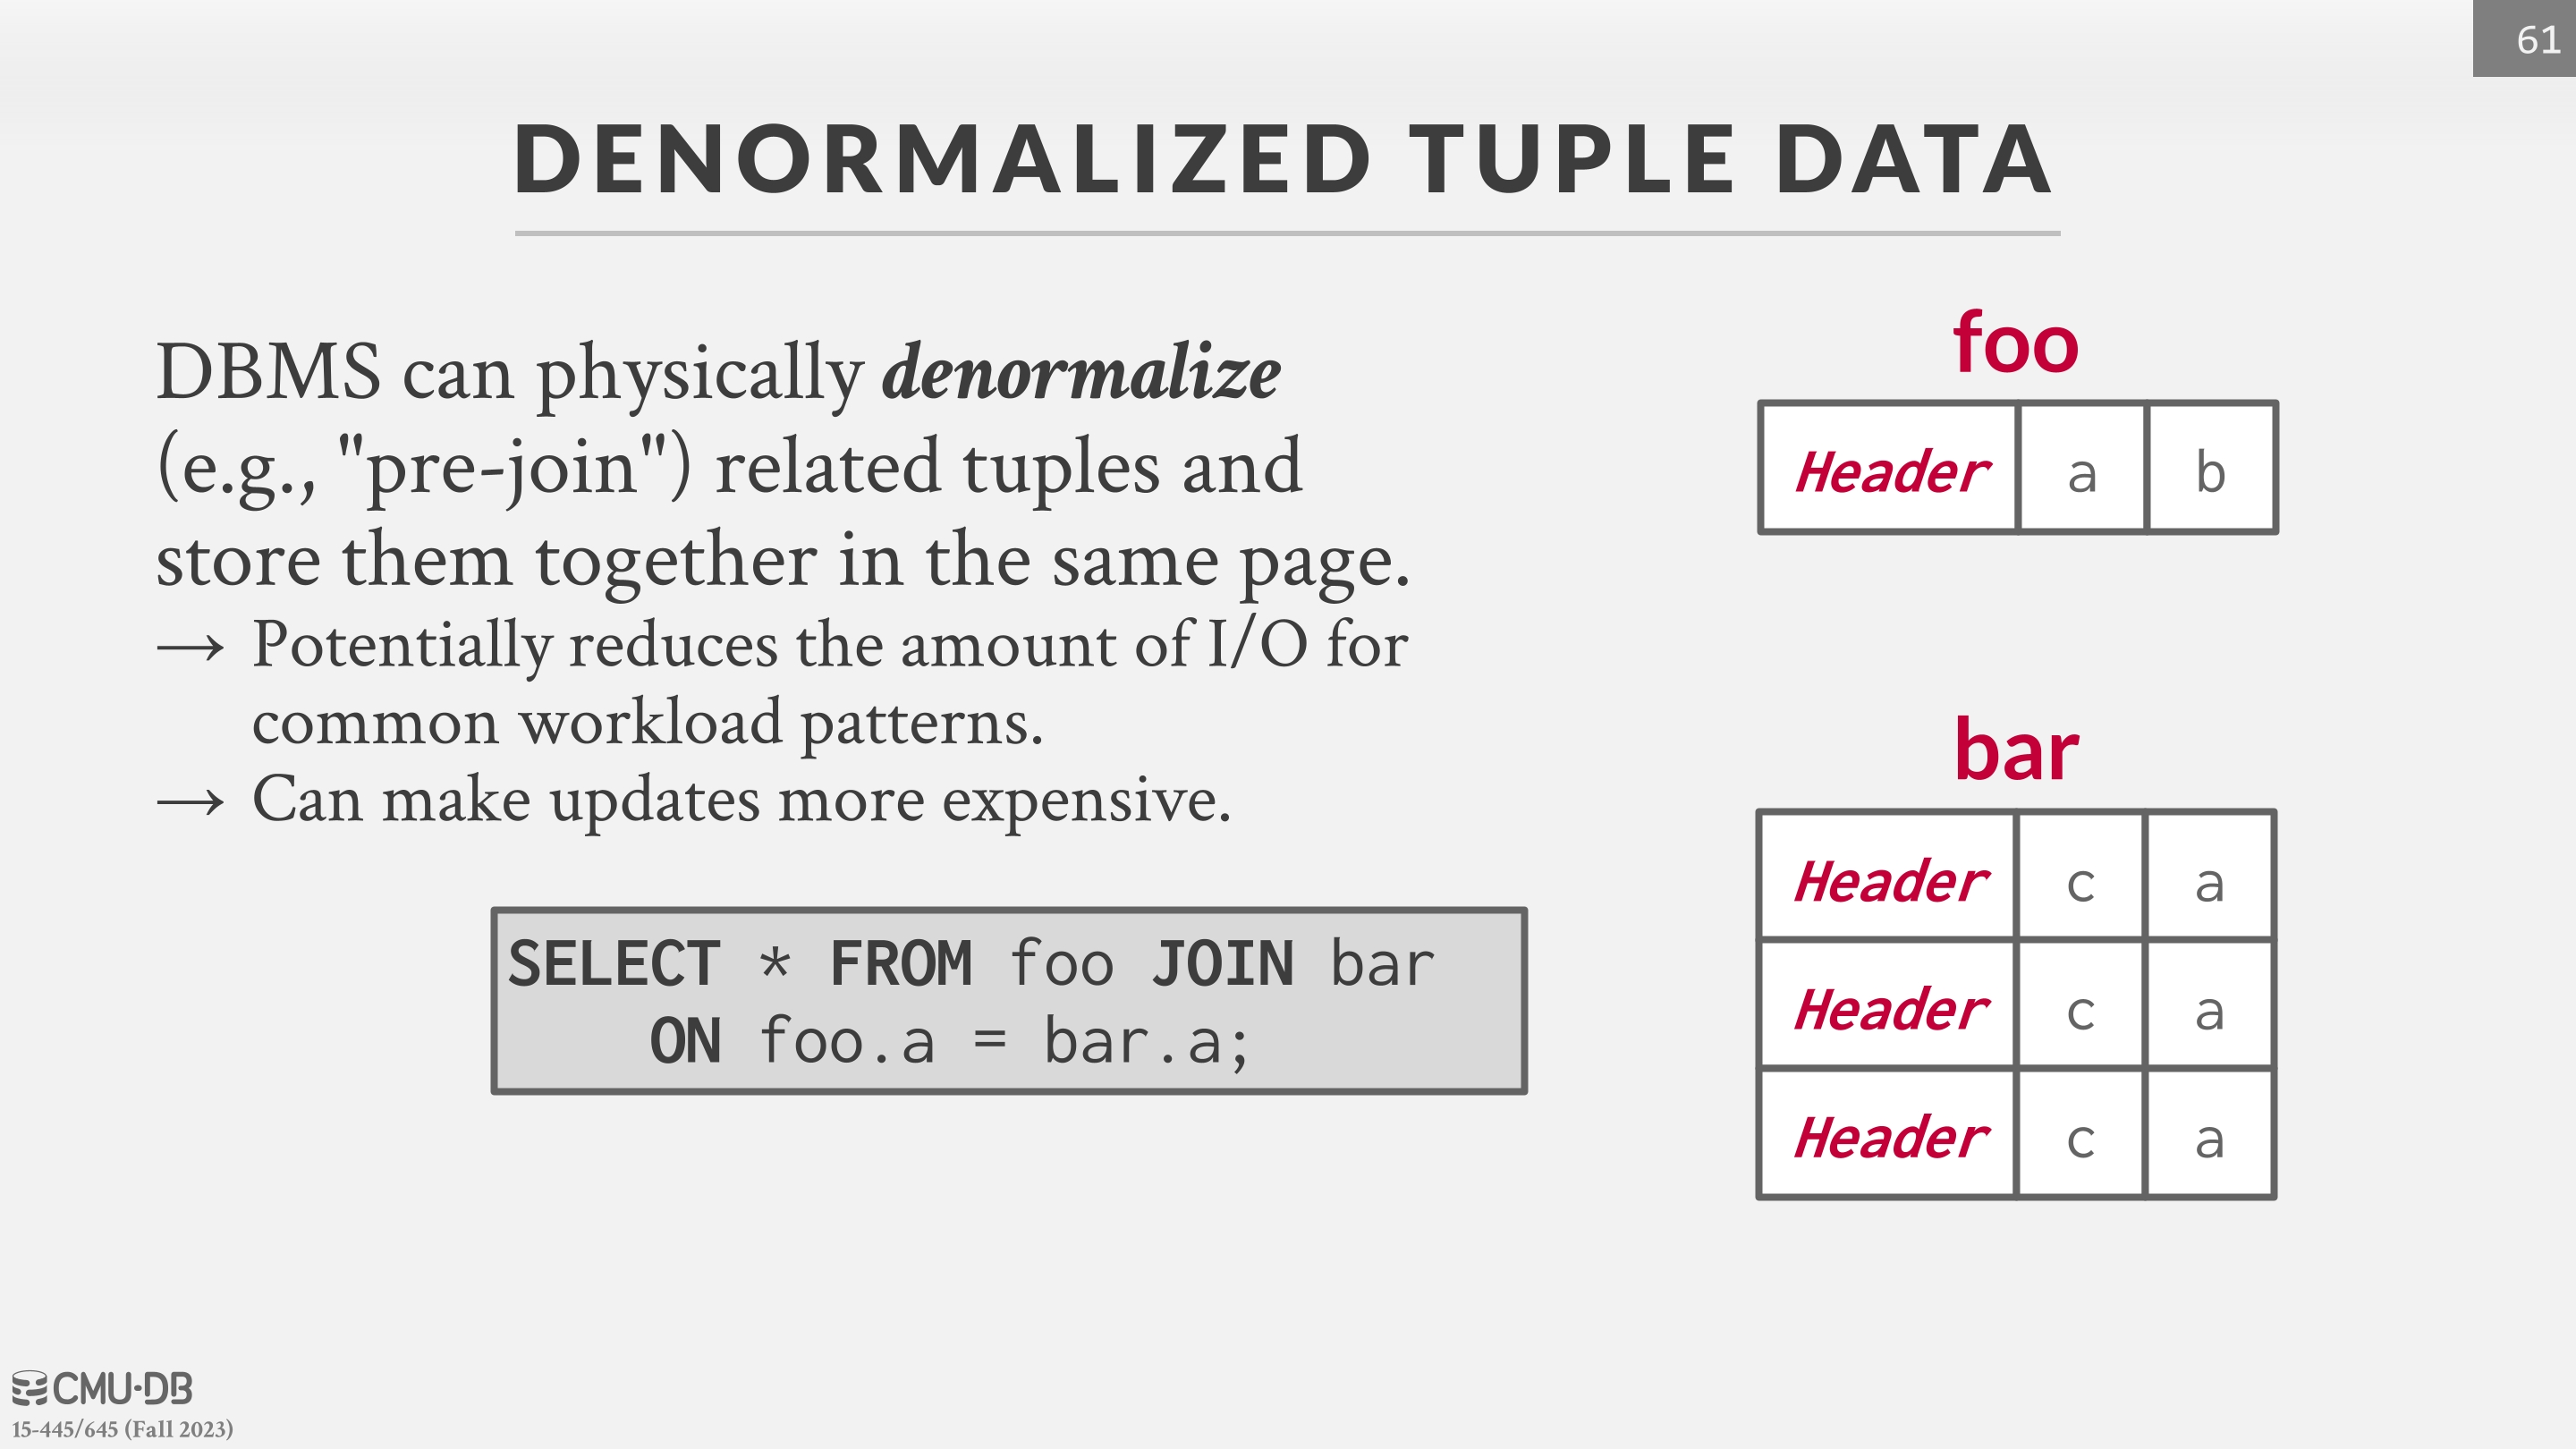 61
DENORMALIZED TUPLE DATA
DBMS can physically denormalize
(e.g., "pre-join") related tuples and
store them together in the same page.
→ Potentially reduces the amount of I/O for
common workload patterns.
→ Can make updates more expensive.
SELECT * FROM foo JOIN bar
ON foo.a = bar.a;
foo
Header a b
bar
Header c a
Header c a
Header c a
CMU·DB
15-445/645 (Fall 2023)